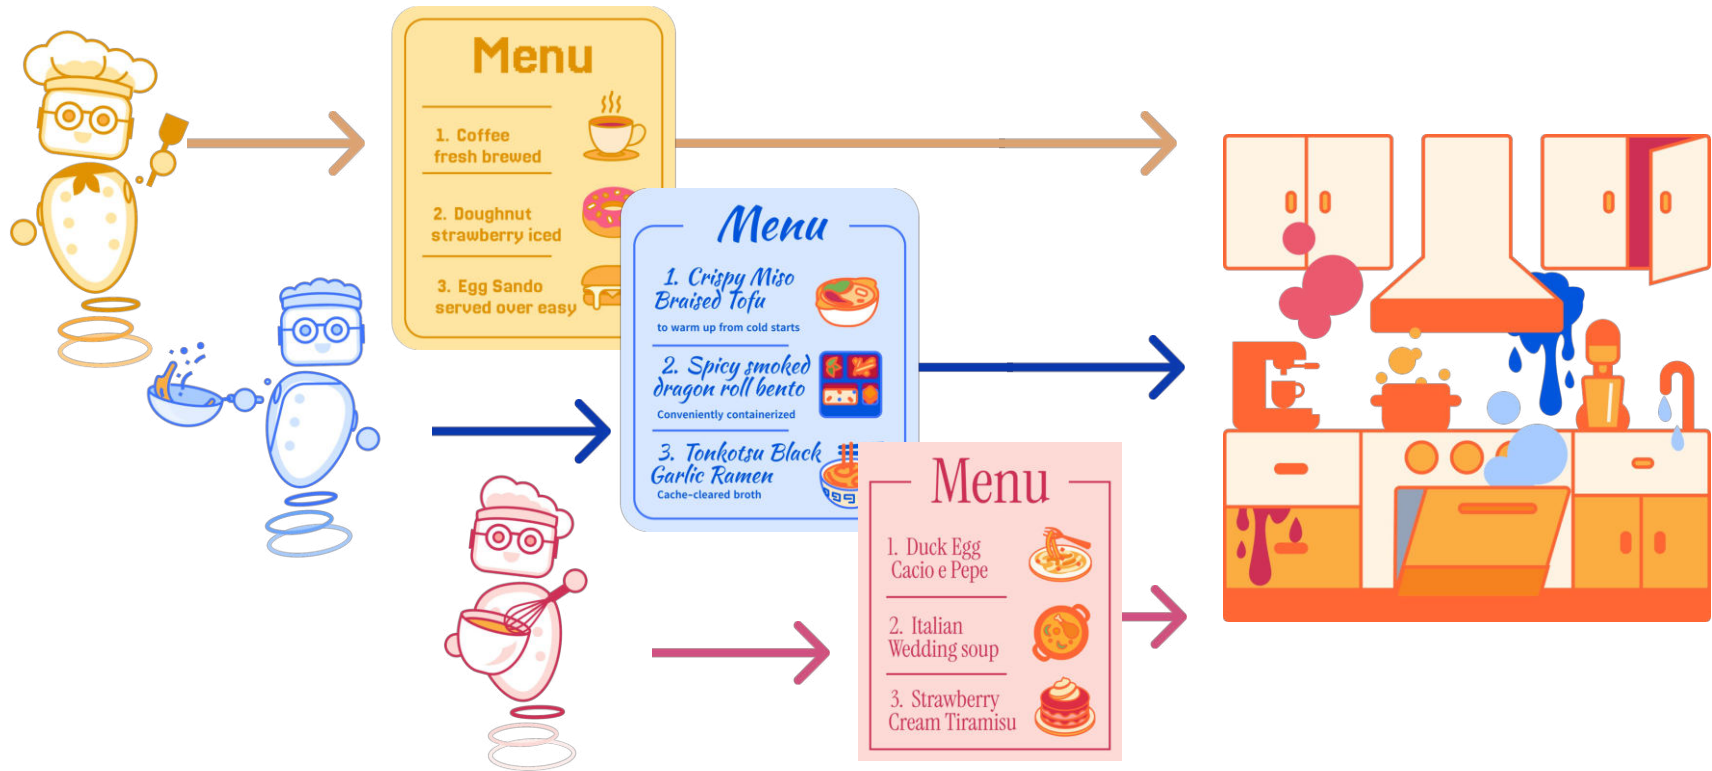 Menu
1. Coffee
fresh brewed
2. Doughnut
strawberry iced
3. Egg Sando
served over easy
Menu
1. Crispy Miso
Braised Tofu
to warm up from cold starts
2. Spicy smoked
dragon roll bento
Conveniently containerized
3. Tonkotsu Black
Garlic Ramen
Cache-cleared broth
Menu
1. Duck Egg
Cacio e Pepe
2. Italian
Wedding soup
3. Strawberry
Cream Tiramisu